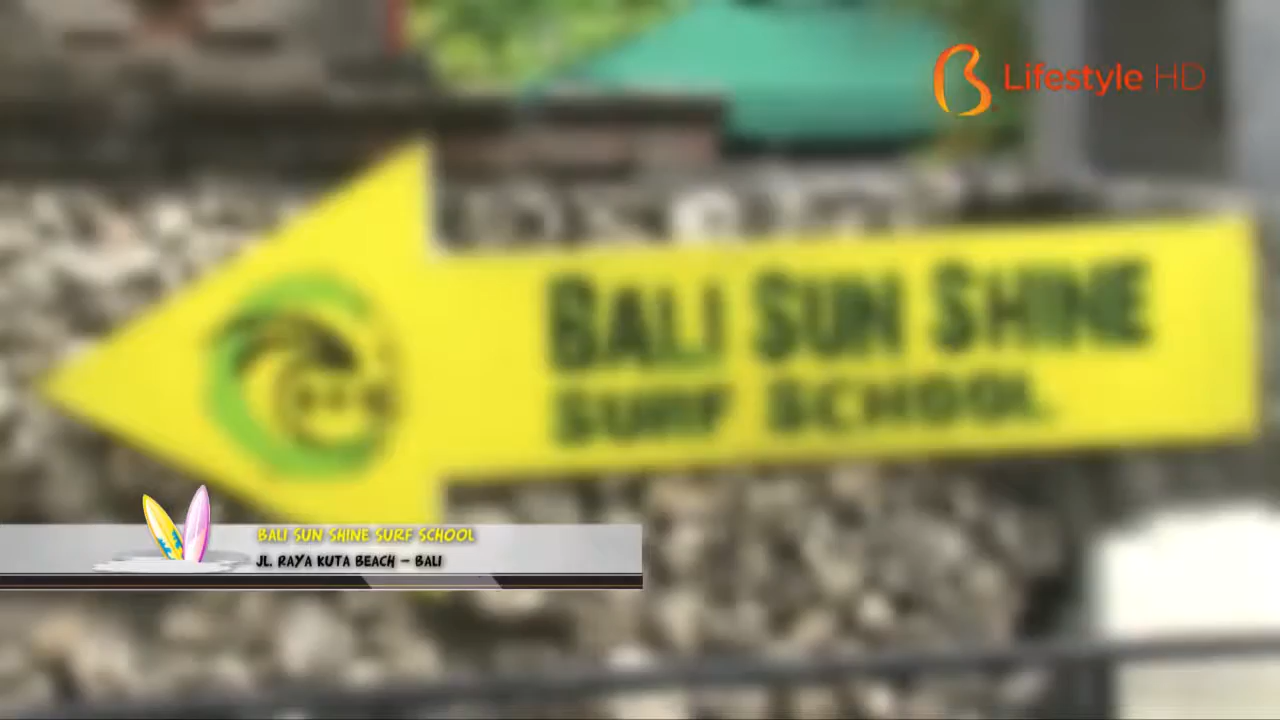 Lifestyle HD
BALI SUN SHINE
SURF SCHOOL
BALI SUN SHINE SURF SCHOOL
JL. RAYA KUTA BEACH - BALI